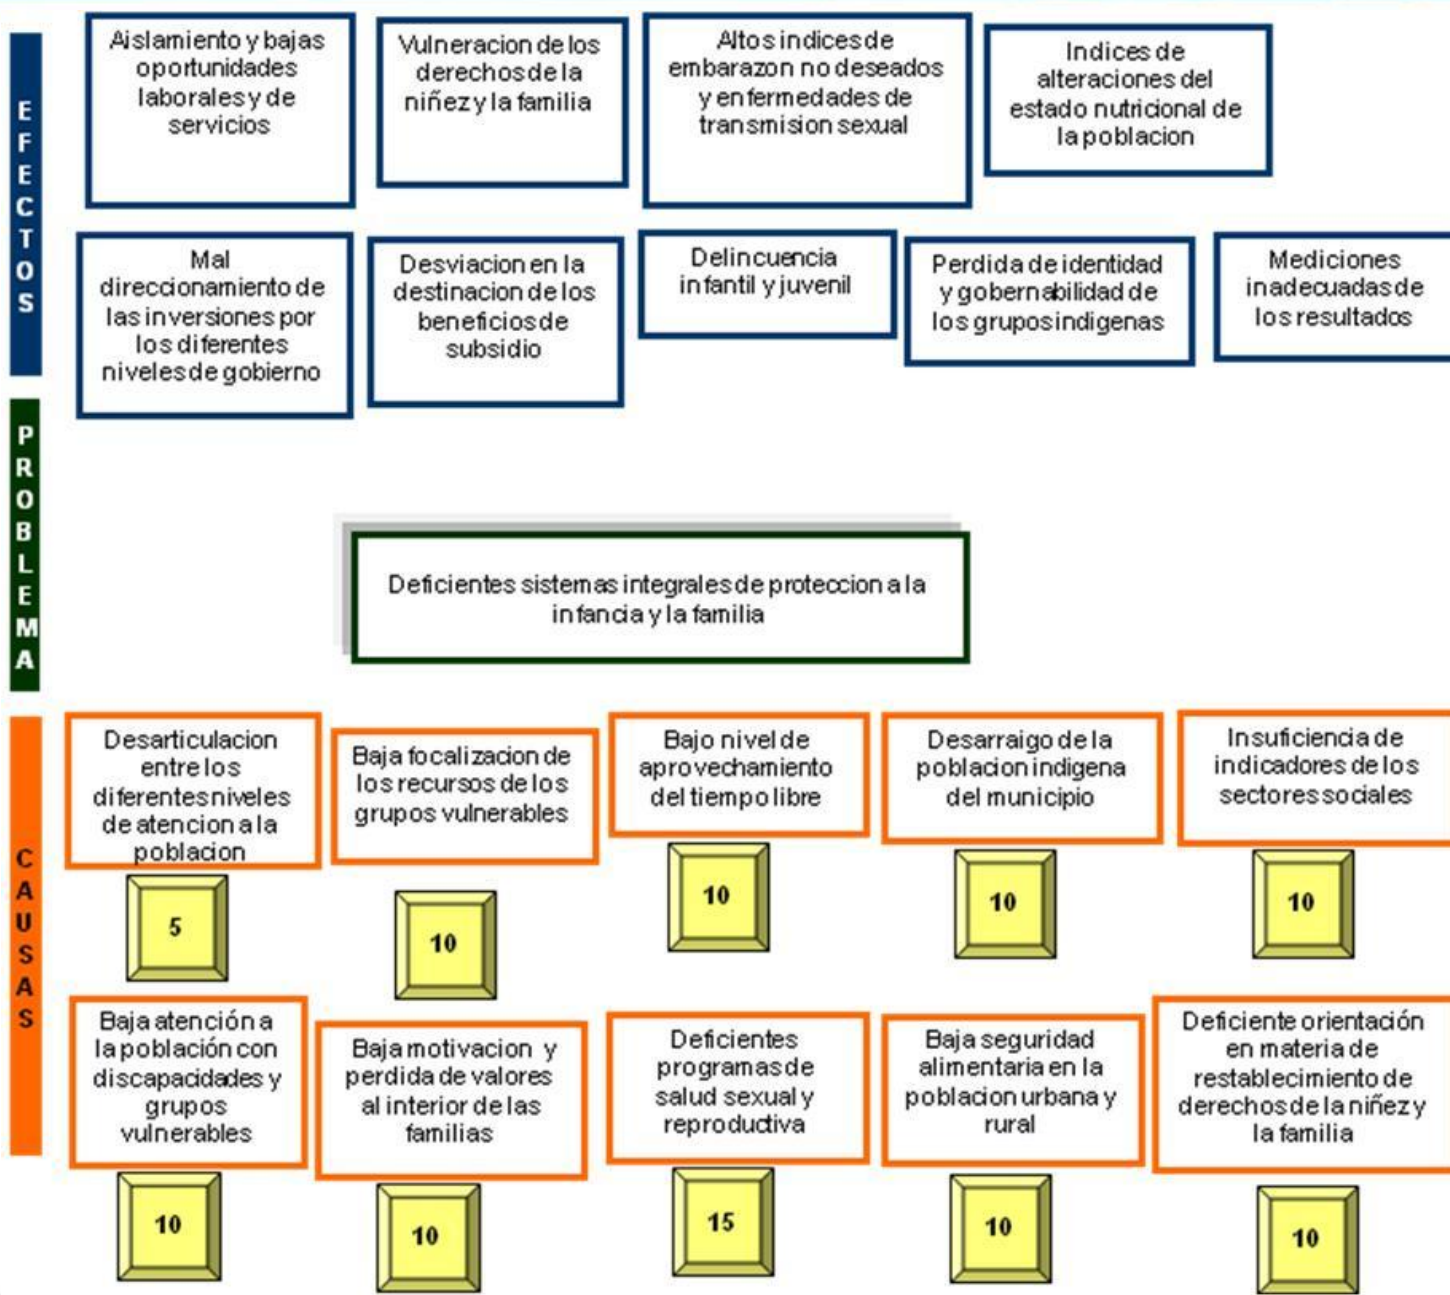 EFECTOS
Aislamiento y bajas
oportunidades
laborales y de
servicios
Vulneracion de los
derechos de la
niñez y la familia
Altos indices de
embarazon no deseados
y enfermedades de
transmision sexual
Indices de
alteraciones del
estado nutricional de
la poblacion
Mal
direccionamiento de
las inversiones por
los diferentes
niveles de gobierno
Desviacion en la
destinacion de los
beneficios de
subsidio
Delincuencia
infantil y juvenil
Perdida de identidad
y gobernabilidad de
los grupos indigenas
Mediciones
inadecuadas de
los resultados
PROBLEMA
Deficientes sistemas integrales de proteccion a la
infancia y la familia
CAUSAS
Desarticulacion
entre los
diferentes niveles
de atencion a la
poblacion
5
Baja focalizacion de
los recursos de los
grupos vulnerables
10
Bajo nivel de
aprovechamiento
del tiempo libre
10
Desarraigo de la
poblacion indigena
del municipio
10
Insuficiencia de
indicadores de los
sectores sociales
10
Baja atención a
la población con
discapacidades y
grupos
vulnerables
10
Baja motivacion y
perdida de valores
al interior de las
familias
10
Deficientes
programas de
salud sexual y
reproductiva
15
Baja seguridad
alimentaria en la
poblacion urbana y
rural
10
Deficiente orientación
en materia de
restablecimiento de
derechos de la niñez y
la familia
10